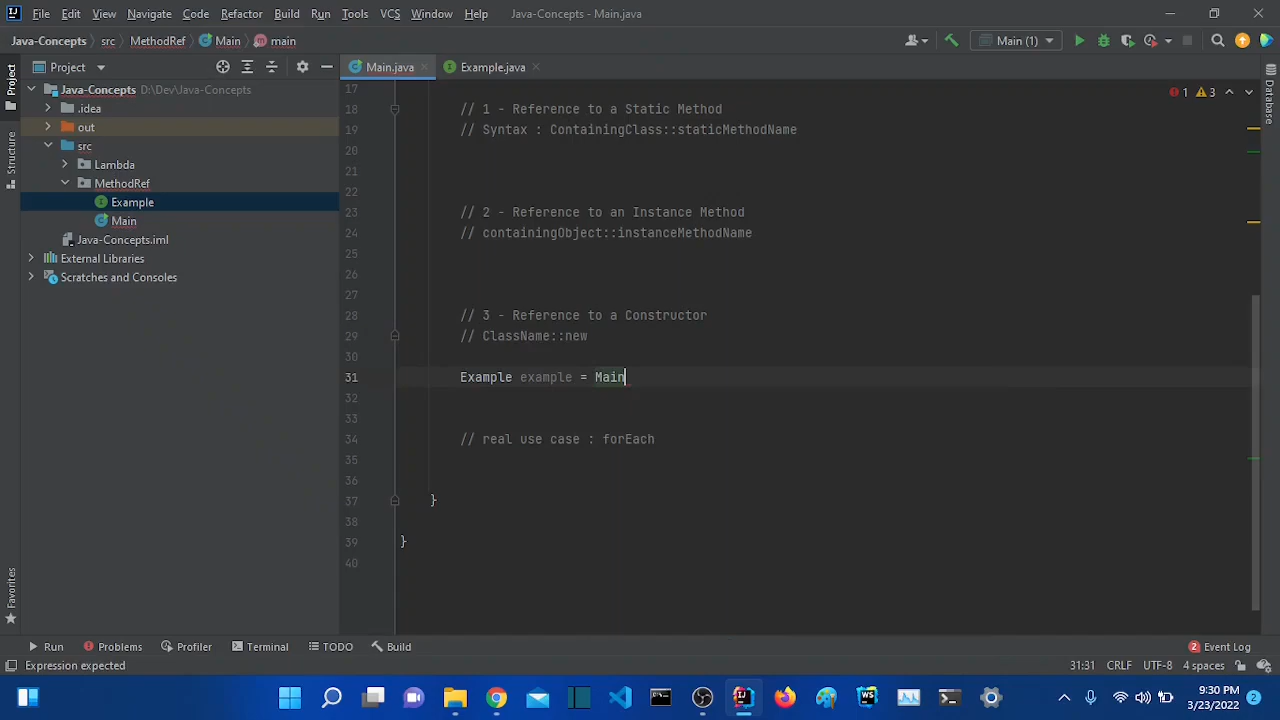 File Edit View Navigate Code Refactor Build Run Tools VCS Window Help Java-Concepts - Main.java
Java-Concepts src MethodRef Main main Main (1)
Project
Main.java
Example.java
Project
Structure
Favorites
Java-Concepts D:\Dev\Java-Concepts
.idea
out
src
Lambda
MethodRef
Example
Main
Java-Concepts.iml
External Libraries
Scratches and Consoles
1 3
Database
17
18 // 1 - Reference to a Static Method
19 // Syntax : ContainingClass::staticMethodName
20
21
22
23 // 2 - Reference to an Instance Method
24 // containingObject::instanceMethodName
25
26
27
28 // 3 - Reference to a Constructor
29 // ClassName::new
30
31 Example example = Main
32
33
34 // real use case : forEach
35
36
37 }
38
39 }
40
Run Problems Profiler Terminal TODO Build 2 Event Log
Expression expected 31:31 CRLF UTF-8 4 spaces
9:30 PM
3/23/2022 2